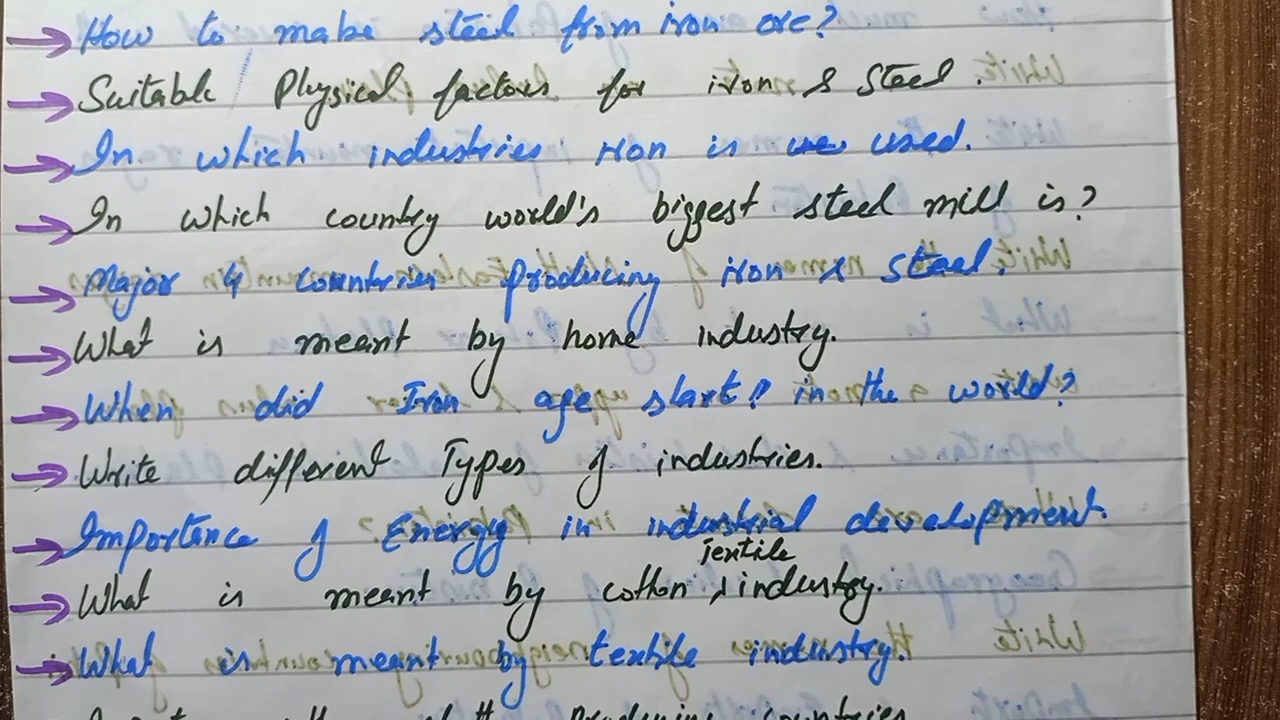 → How to make steel from iron ore?
→ Suitable Physical factors for iron & Steel.
→ In which industries iron is used.
→ In which country world's biggest steel mill is?
→ Major 4 countries producing iron & steel.
→ What is meant by home industry.
→ When did Iron age start? in the world?
→ Write different Types of industries.
→ Importance of Energy in industrial development.
→ What is meant by cotton textile industry.
→ What is meant by textile industry.
producing countries